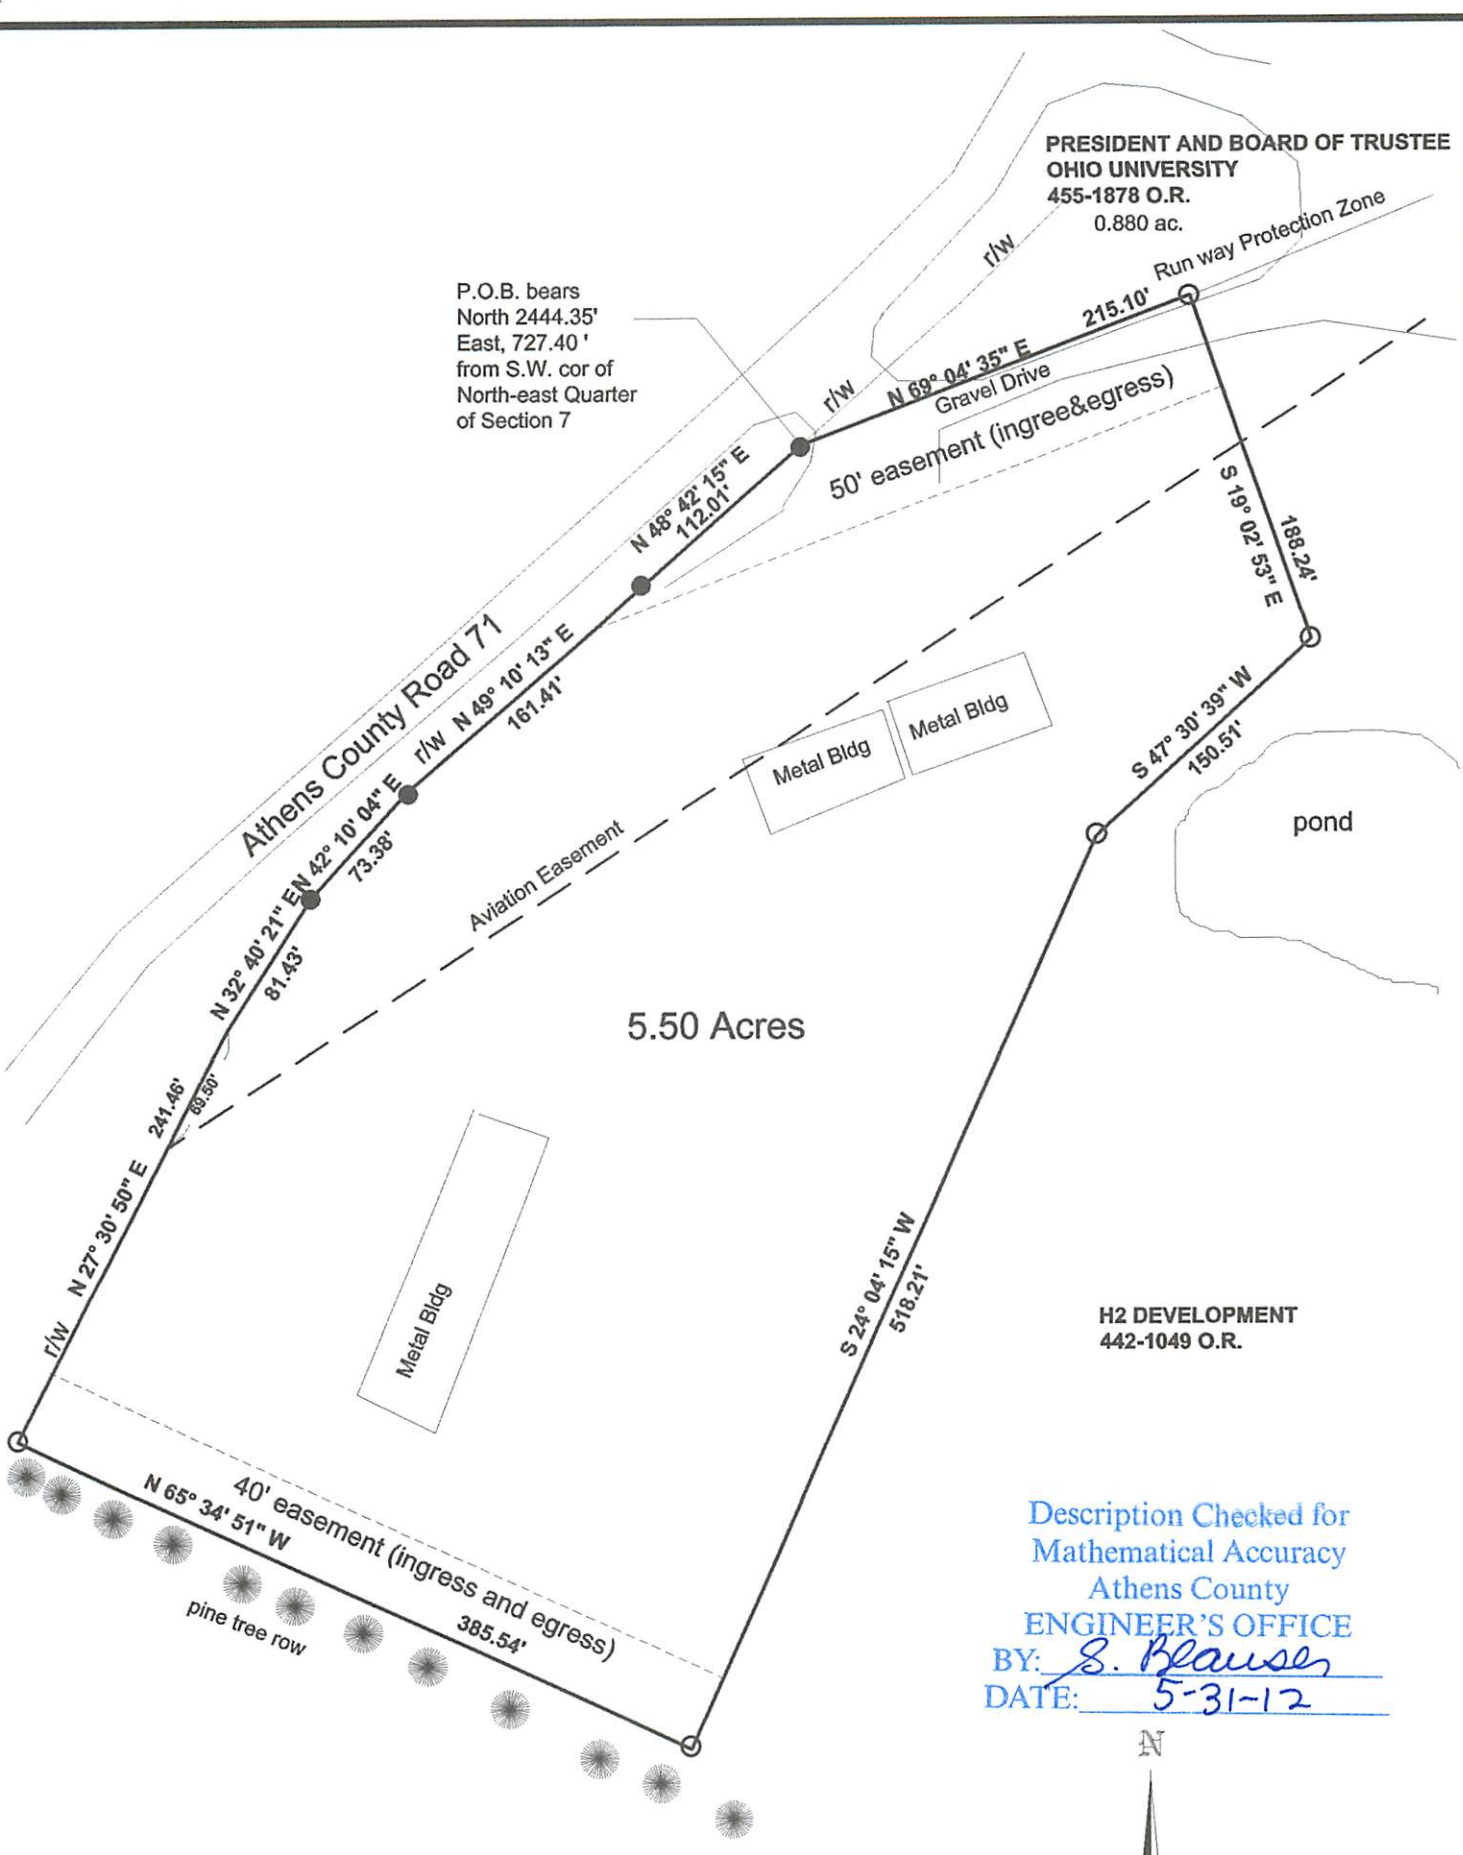 PRESIDENT AND BOARD OF TRUSTEE
OHIO UNIVERSITY
455-1878 O.R.
0.880 ac.
r/w
Run way Protection Zone
P.O.B. bears
North 2444.35'
East, 727.40 '
from S.W. cor of
North-east Quarter
of Section 7
215.10'
N 69° 04' 35" E
Gravel Drive
r/w
50' easement (ingree&egress)
N 48° 42' 15" E
112.01'
S 19° 02' 53" E
188.24'
Athens County Road 71
r/w
N 49° 10' 13" E
161.41'
Metal Bldg
Metal Bldg
S 47° 30' 39" W
150.51'
pond
N 42° 10' 04" E
73.38'
Aviation Easement
N 32° 40' 21" E
81.43'
5.50 Acres
241.46'
69.50'
N 27° 30' 50" E
r/w
Metal Bldg
S 24° 04' 15" W
518.21'
H2 DEVELOPMENT
442-1049 O.R.
40' easement (ingress and egress)
N 65° 34' 51" W
385.54'
pine tree row
Description Checked for
Mathematical Accuracy
Athens County
ENGINEER'S OFFICE
BY: S.
DATE: 5-31-12
N